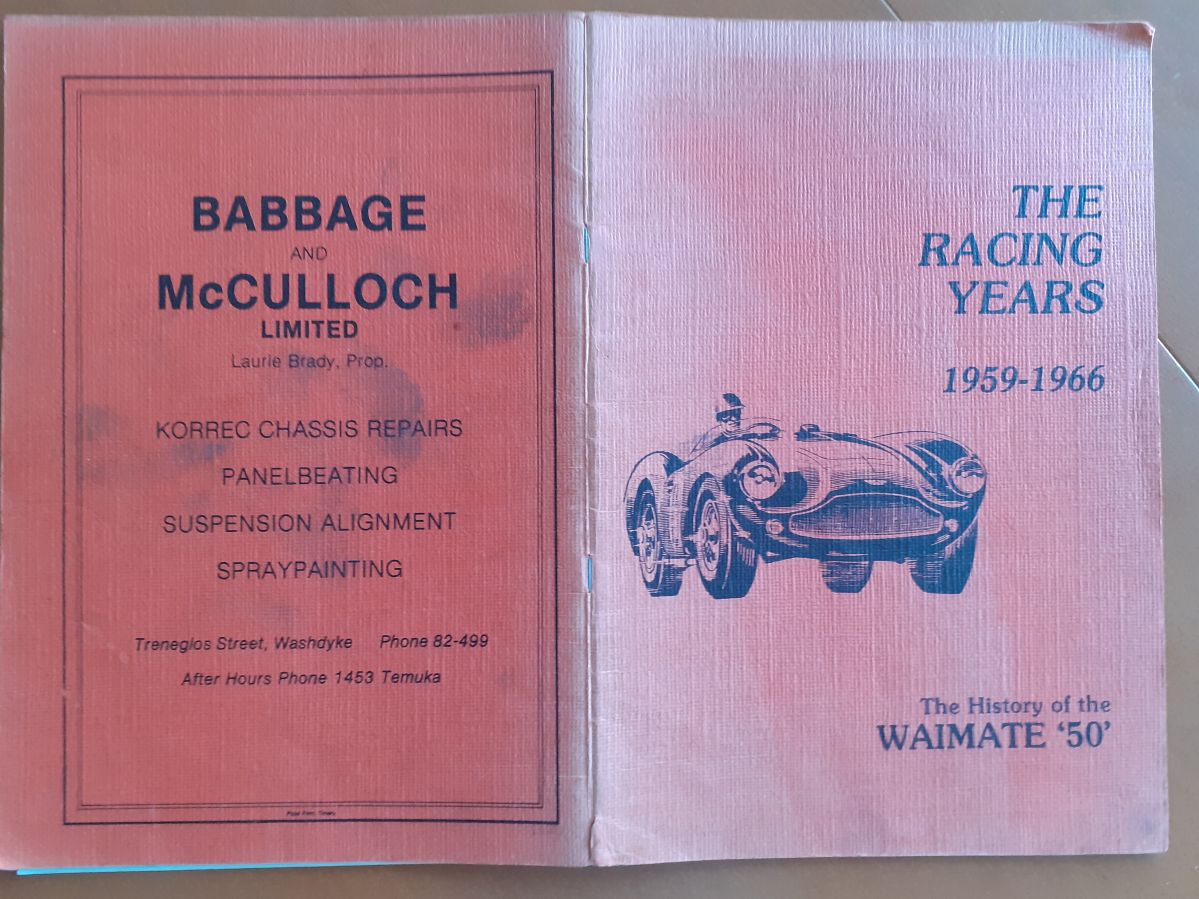 BABBAGE
AND
McCULLOCH
LIMITED
Laurie Brady, Prop.
KORREC CHASSIS REPAIRS
PANELBEATING
SUSPENSION ALIGNMENT
SPRAYPAINTING
Treneglos Street, Washdyke Phone 82-499
After Hours Phone 1453 Temuka
THE
RACING
YEARS
1959-1966
The History of the
WAIMATE ‘50’